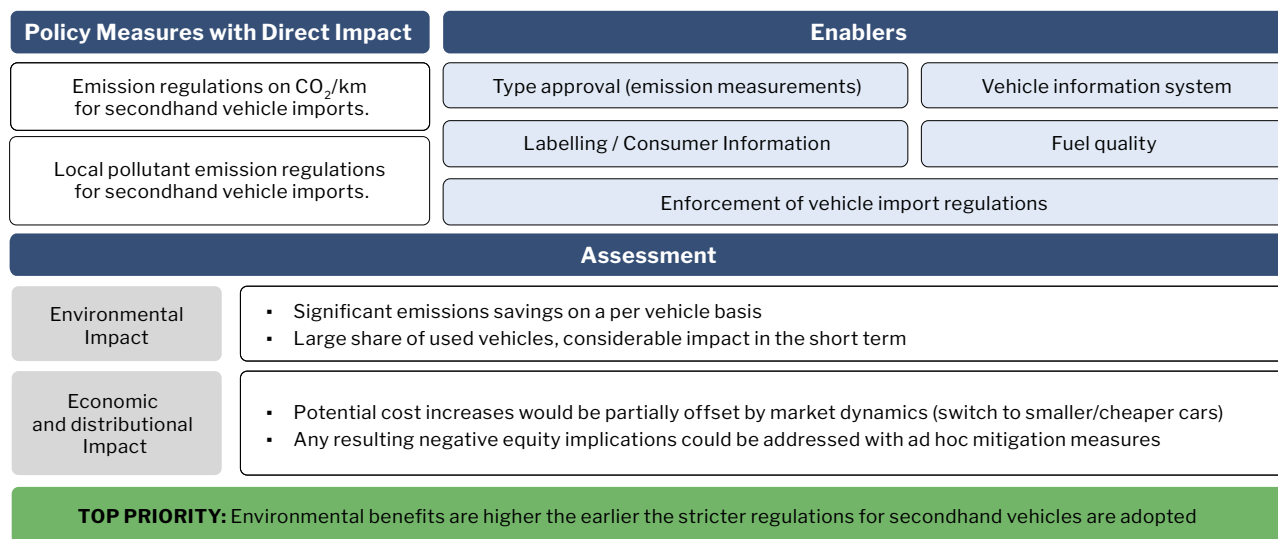 Policy Measures with Direct Impact
Enablers
Emission regulations on CO₂/km
for secondhand vehicle imports.
Local pollutant emission regulations
for secondhand vehicle imports.
Type approval (emission measurements)
Vehicle information system
Labelling / Consumer Information
Fuel quality
Enforcement of vehicle import regulations
Assessment
Environmental
Impact
▪ Significant emissions savings on a per vehicle basis
▪ Large share of used vehicles, considerable impact in the short term
Economic
and distributional
Impact
▪ Potential cost increases would be partially offset by market dynamics (switch to smaller/cheaper cars)
▪ Any resulting negative equity implications could be addressed with ad hoc mitigation measures
TOP PRIORITY: Environmental benefits are higher the earlier the stricter regulations for secondhand vehicles are adopted